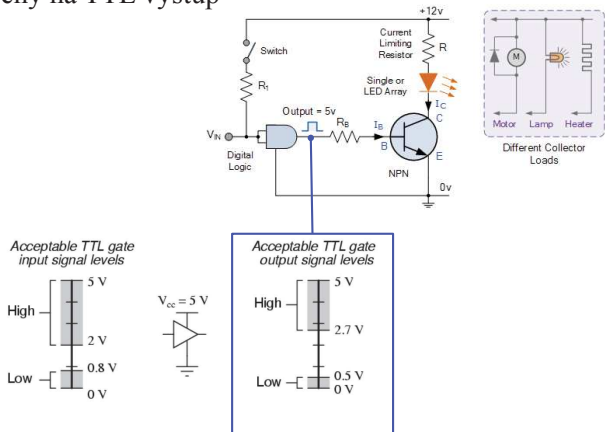 eny na TTL výstup
+12v
Switch
Current
Limiting
Resistor
R
R1
Single or
LED Array
Output = 5v
IC
C
VIN
RB
IB
B
E
Digital
Logic
NPN
0v
M
Motor
Lamp
Heater
Different Collector
Loads
Acceptable TTL gate
input signal levels
5 V
High
2 V
0.8 V
Low
0 V
Vcc = 5 V
Acceptable TTL gate
output signal levels
5 V
High
2.7 V
0.5 V
Low
0 V